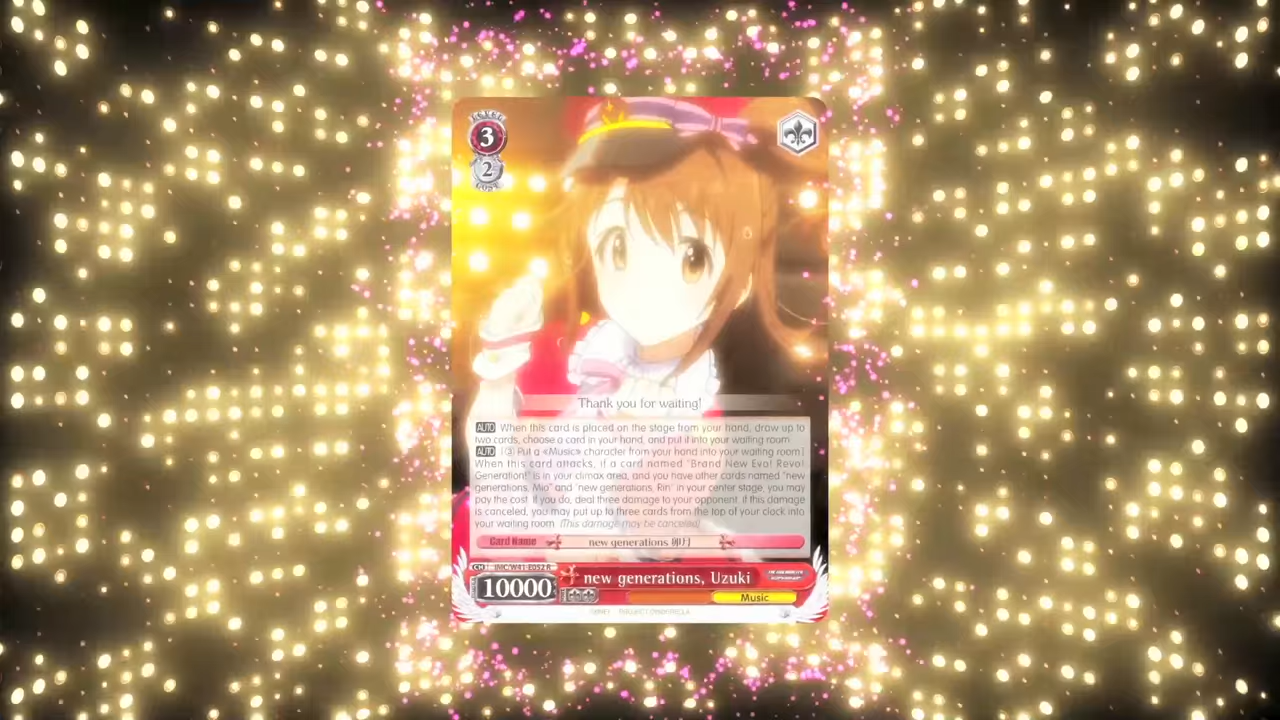 LEVEL
3
2
COST
Thank you for waiting!
AUTO When this card is placed on the stage from your hand, draw up to
two cards, choose a card in your hand, and put it into your waiting room.
AUTO [(3) Put a «Music» character from your hand into your waiting room]
When this card attacks, if a card named "Brand New Eva! Revo!
Generation!" is in your climax area, and you have other cards named "new
generations, Mio" and "new generations, Rin" in your center stage, you may
pay the cost. If you do, deal three damage to your opponent. If this damage
is canceled, you may put up to three cards from the top of your clock into
your waiting room. (This damage may be canceled)
Card Name new generations 卯月
CH IMC/W41-E052 R
10000
new generations, Uzuki
Music